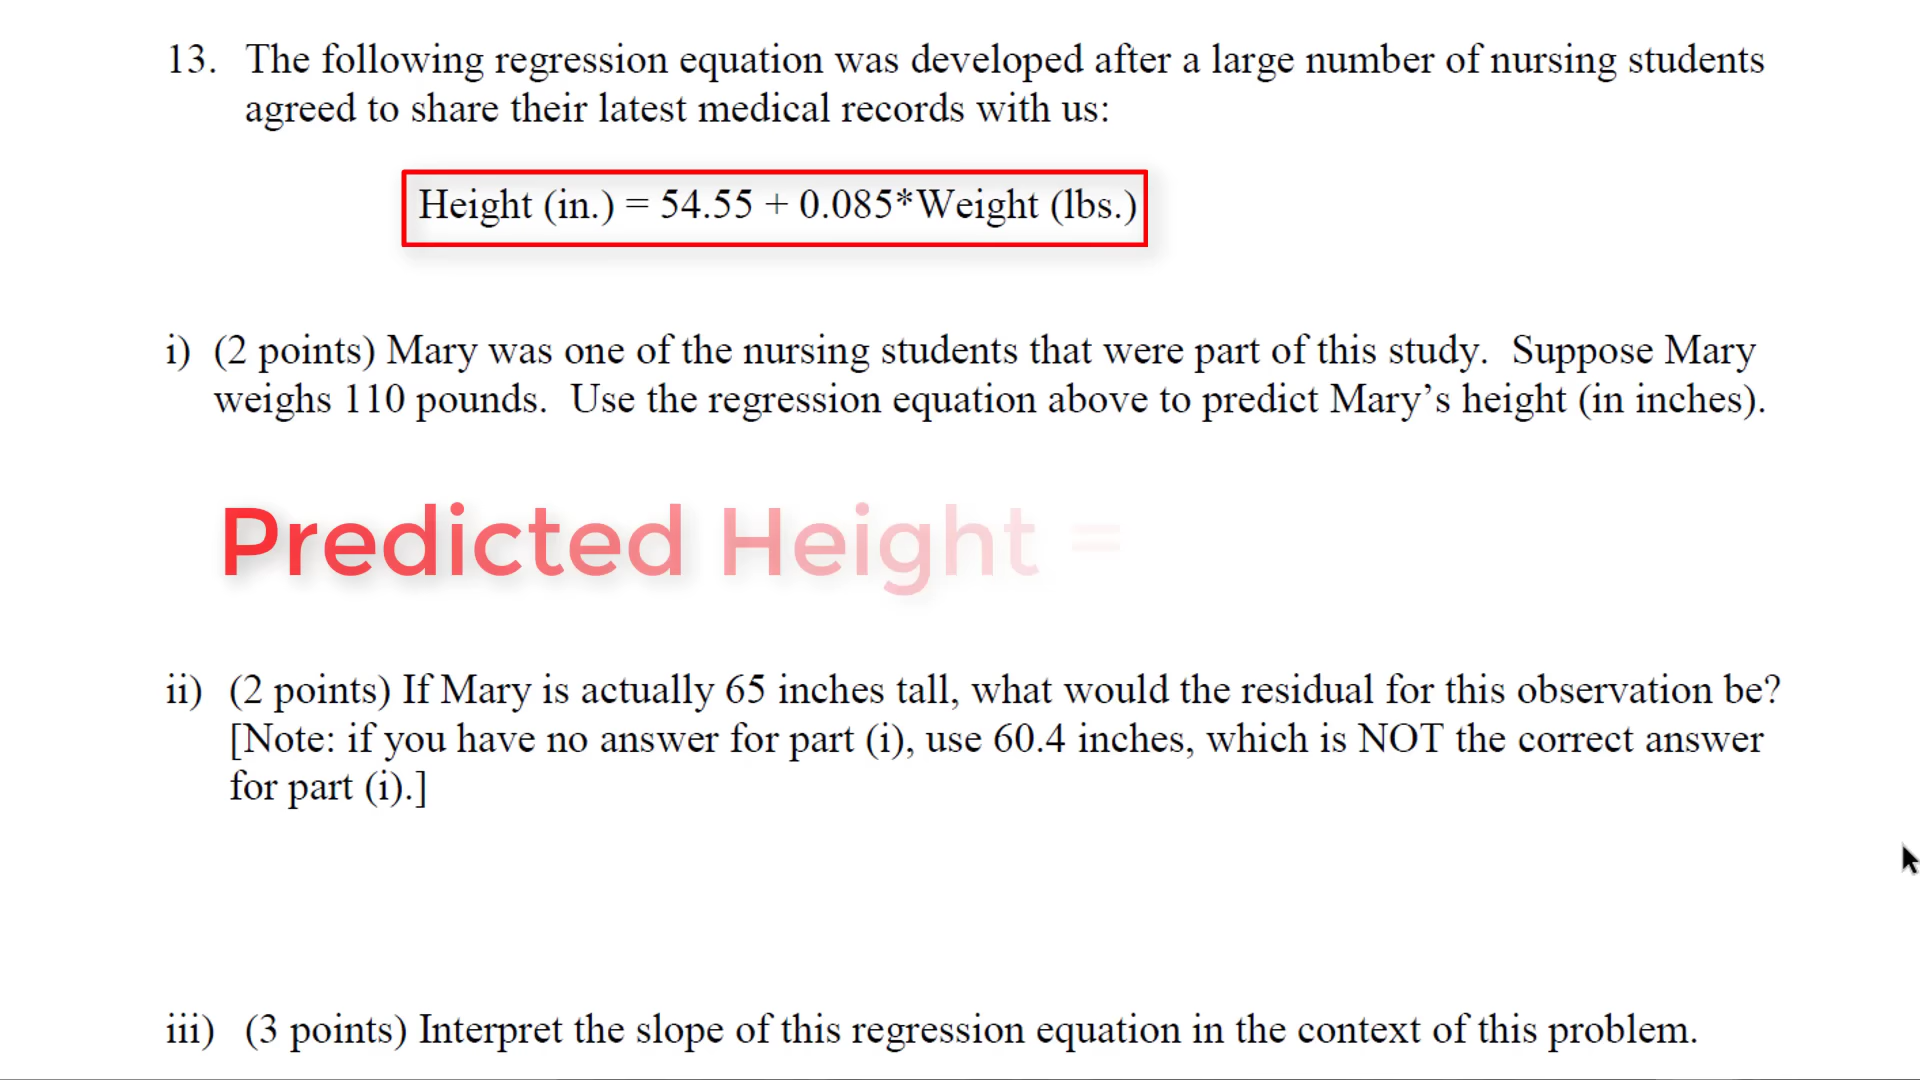 13. The following regression equation was developed after a large number of nursing students
agreed to share their latest medical records with us:
Height (in.) = 54.55 + 0.085*Weight (lbs.)
i) (2 points) Mary was one of the nursing students that were part of this study. Suppose Mary
weighs 110 pounds. Use the regression equation above to predict Mary’s height (in inches).
Predicted Height =
ii) (2 points) If Mary is actually 65 inches tall, what would the residual for this observation be?
[Note: if you have no answer for part (i), use 60.4 inches, which is NOT the correct answer
for part (i).]
iii) (3 points) Interpret the slope of this regression equation in the context of this problem.